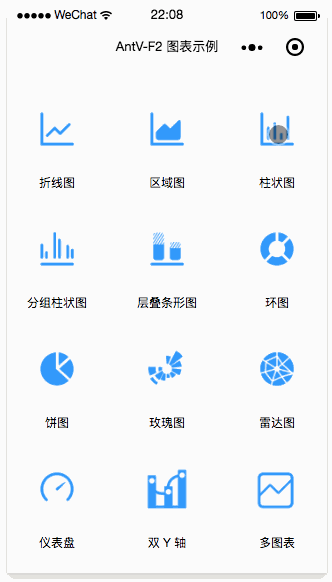 ●●●●● WeChat 22:08 100%
AntV-F2 图表示例
折线图 区域图 柱状图
分组柱状图 层叠条形图 环图
饼图 玫瑰图 雷达图
仪表盘 双 Y 轴 多图表